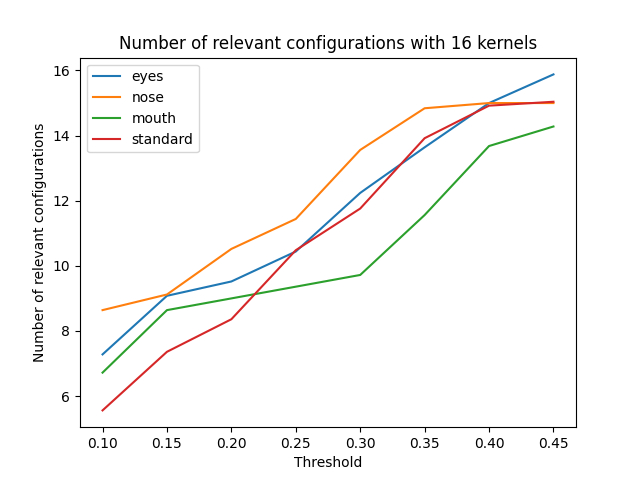 Number of relevant configurations with 16 kernels
eyes
nose
mouth
standard
Number of relevant configurations
16
14
12
10
8
6
0.10 0.15 0.20 0.25 0.30 0.35 0.40 0.45
Threshold